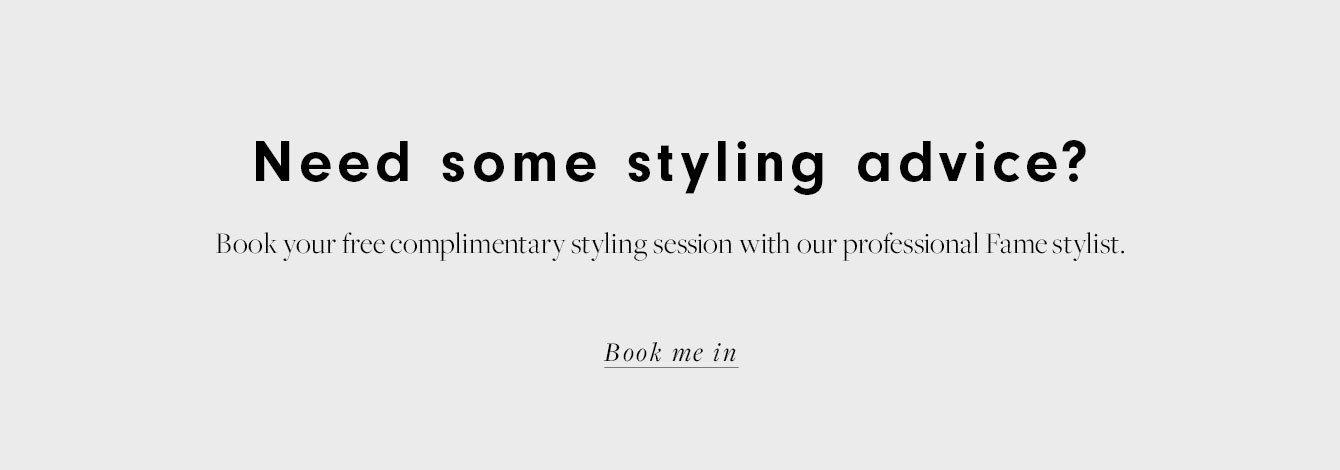 Need some styling advice?
Book your free complimentary styling session with our professional Fame stylist.
Book me in